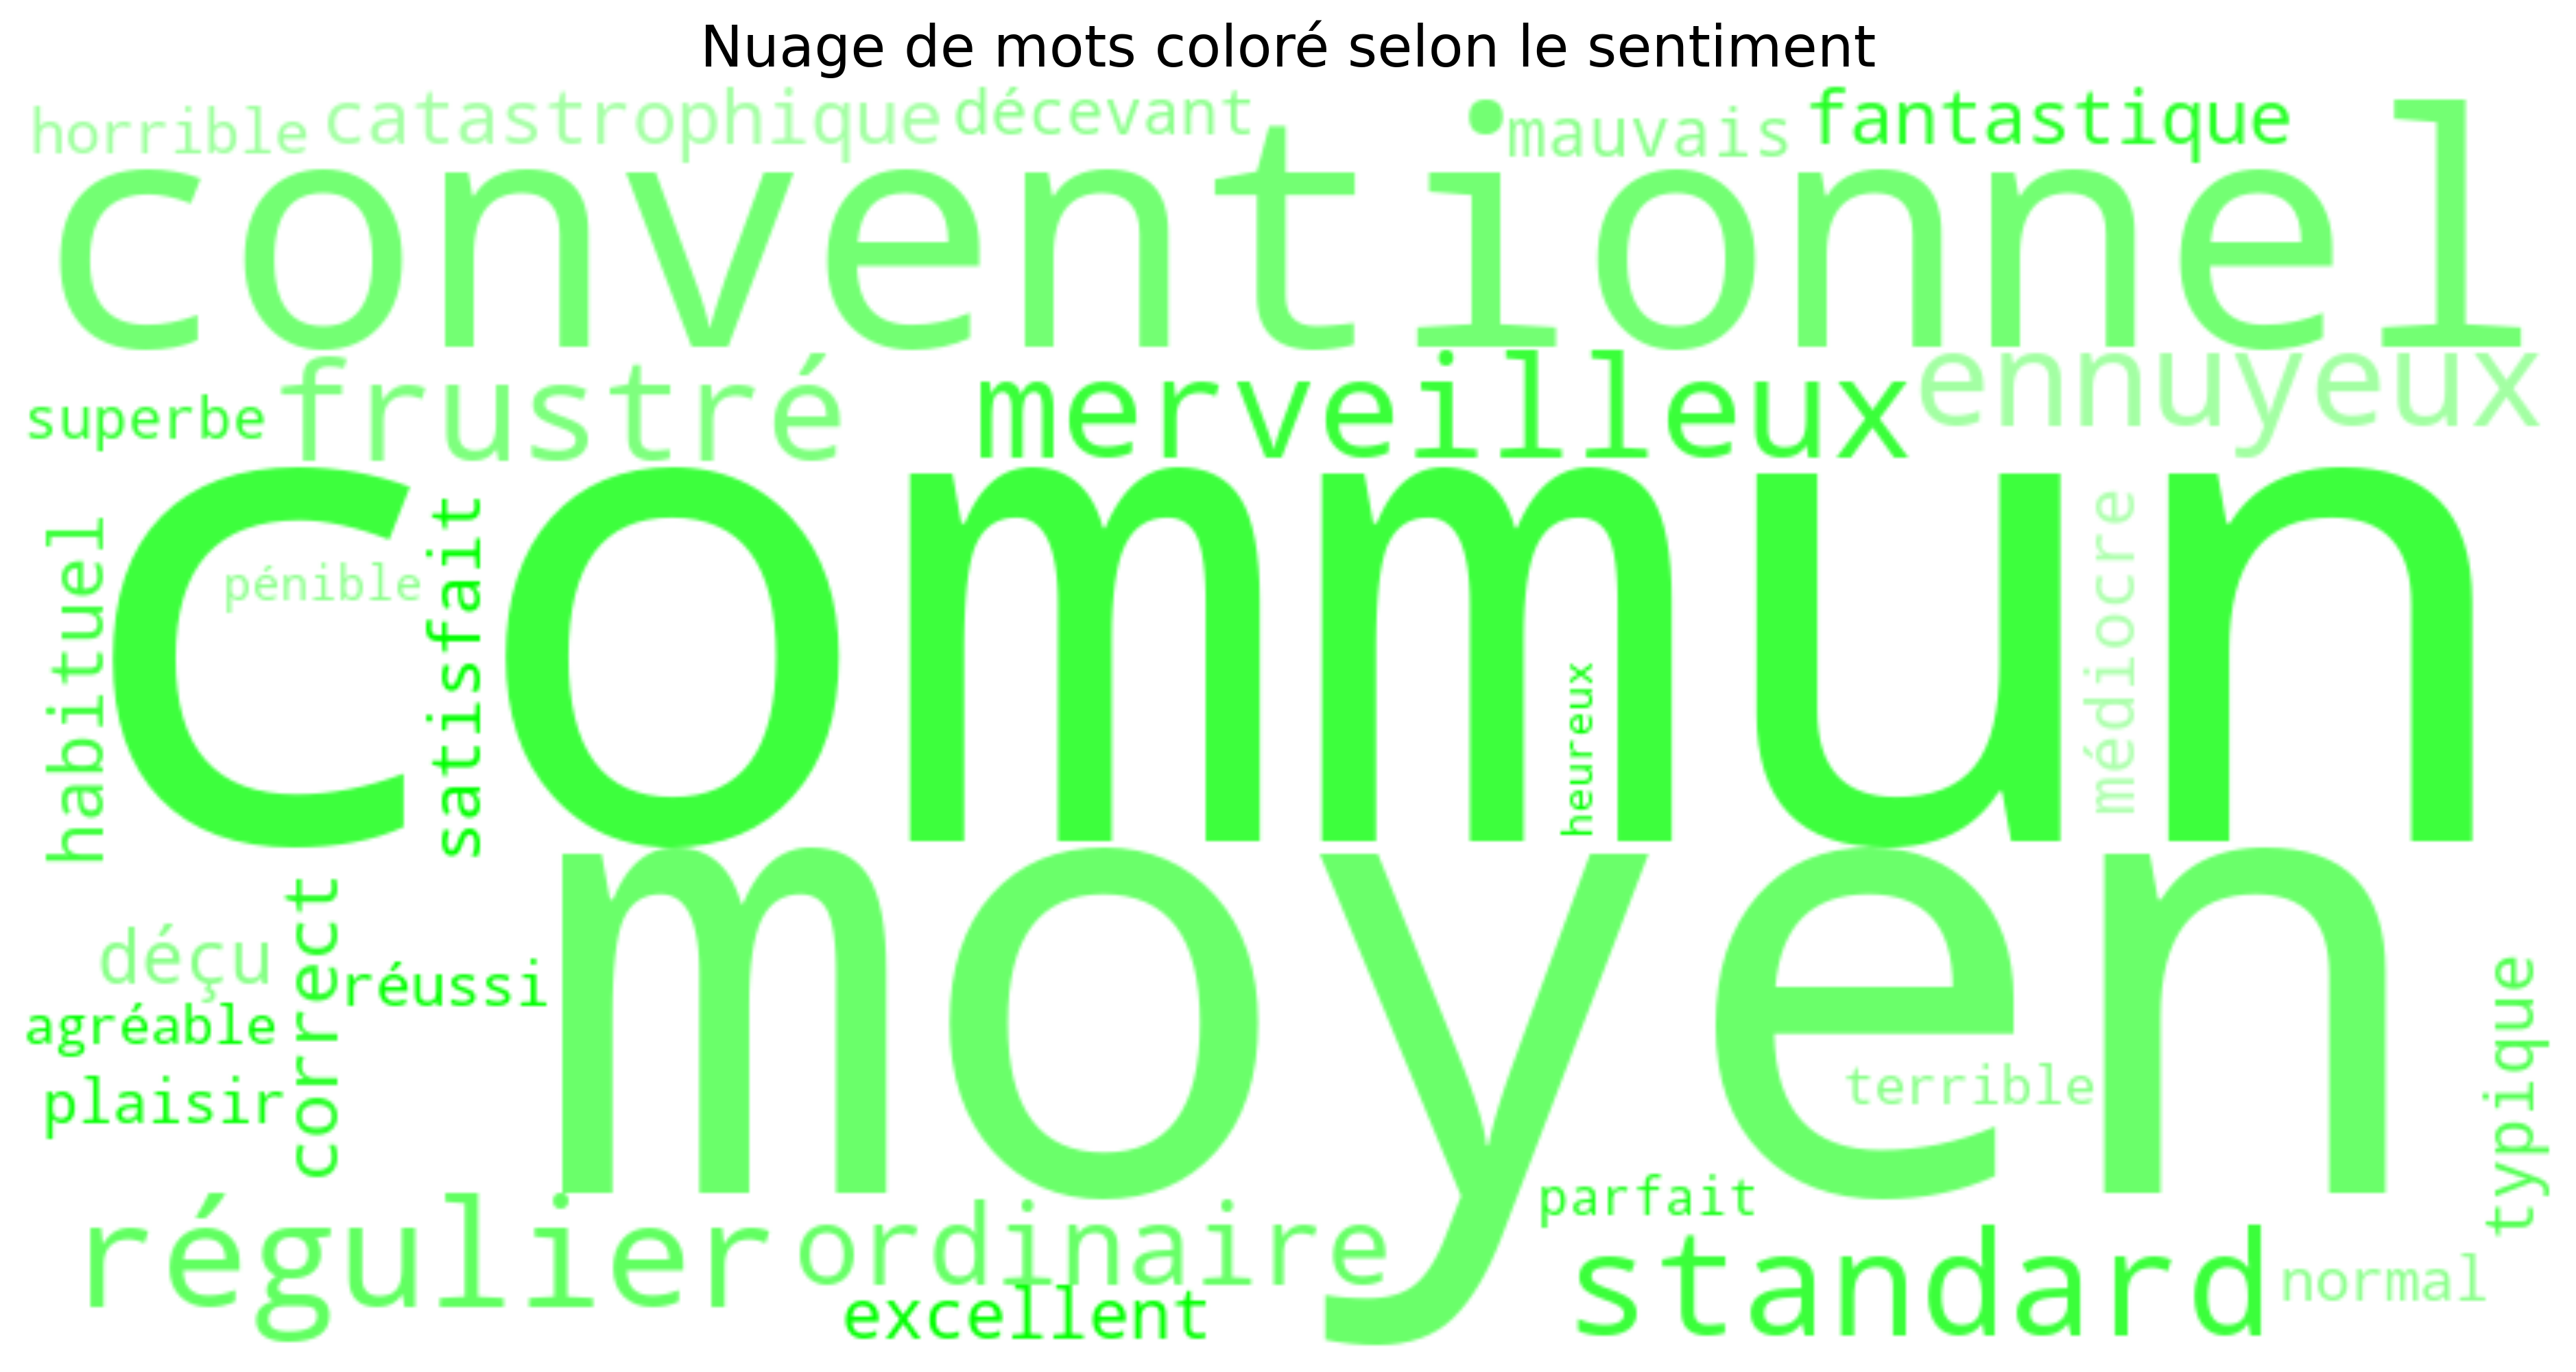 Nuage de mots coloré selon le sentiment
horrible
catastrophique
décevant
mauvais
fantastique
conventionnel
superbe
frustré
merveilleux
ennuyeux
commun
habituel
pénible
satisfait
heureux
médiocre
moyen
déçu
correct
réussi
agréable
plaisir
terrible
typique
régulier
ordinaire
parfait
standard
normal
excellent